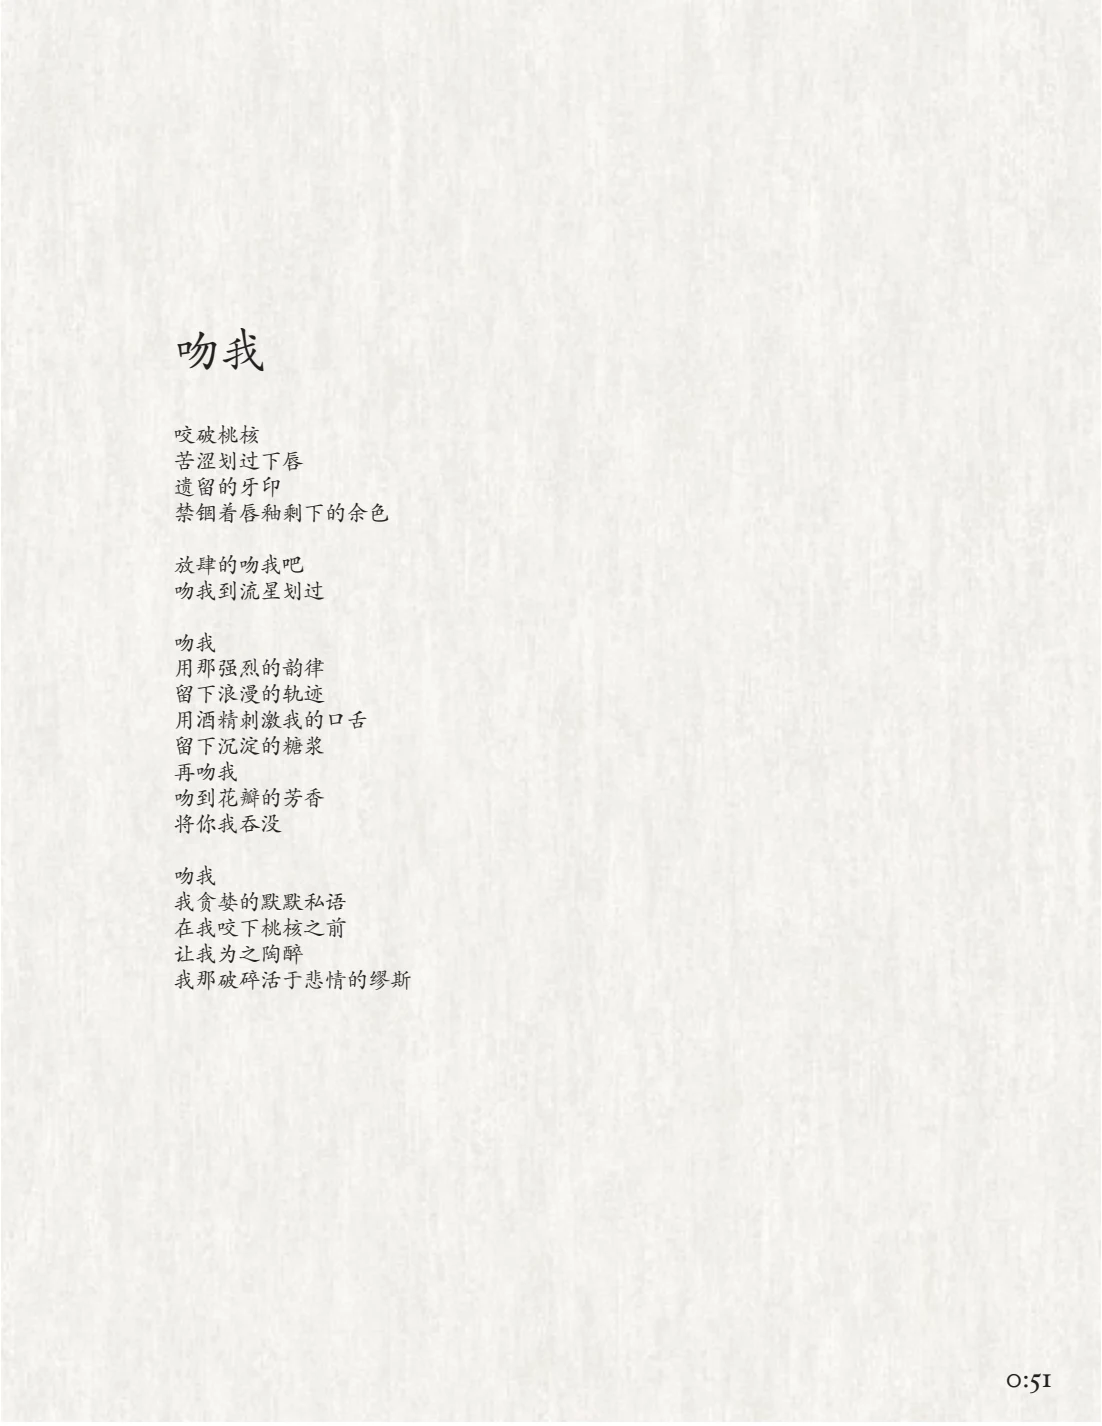 吻我
咬破桃核
苦涩划过下唇
遗留的牙印
禁锢着唇釉剩下的余色
放肆的吻我吧
吻我到流星划过
吻我
用那强烈的韵律
留下浪漫的轨迹
用酒精刺激我的口舌
留下沉淀的糖浆
再吻我
吻到花瓣的芳香
将你我吞没
吻我
我贪婪的默默私语
在我咬下桃核之前
让我为之陶醉
我那破碎活于悲情的缪斯
0:51